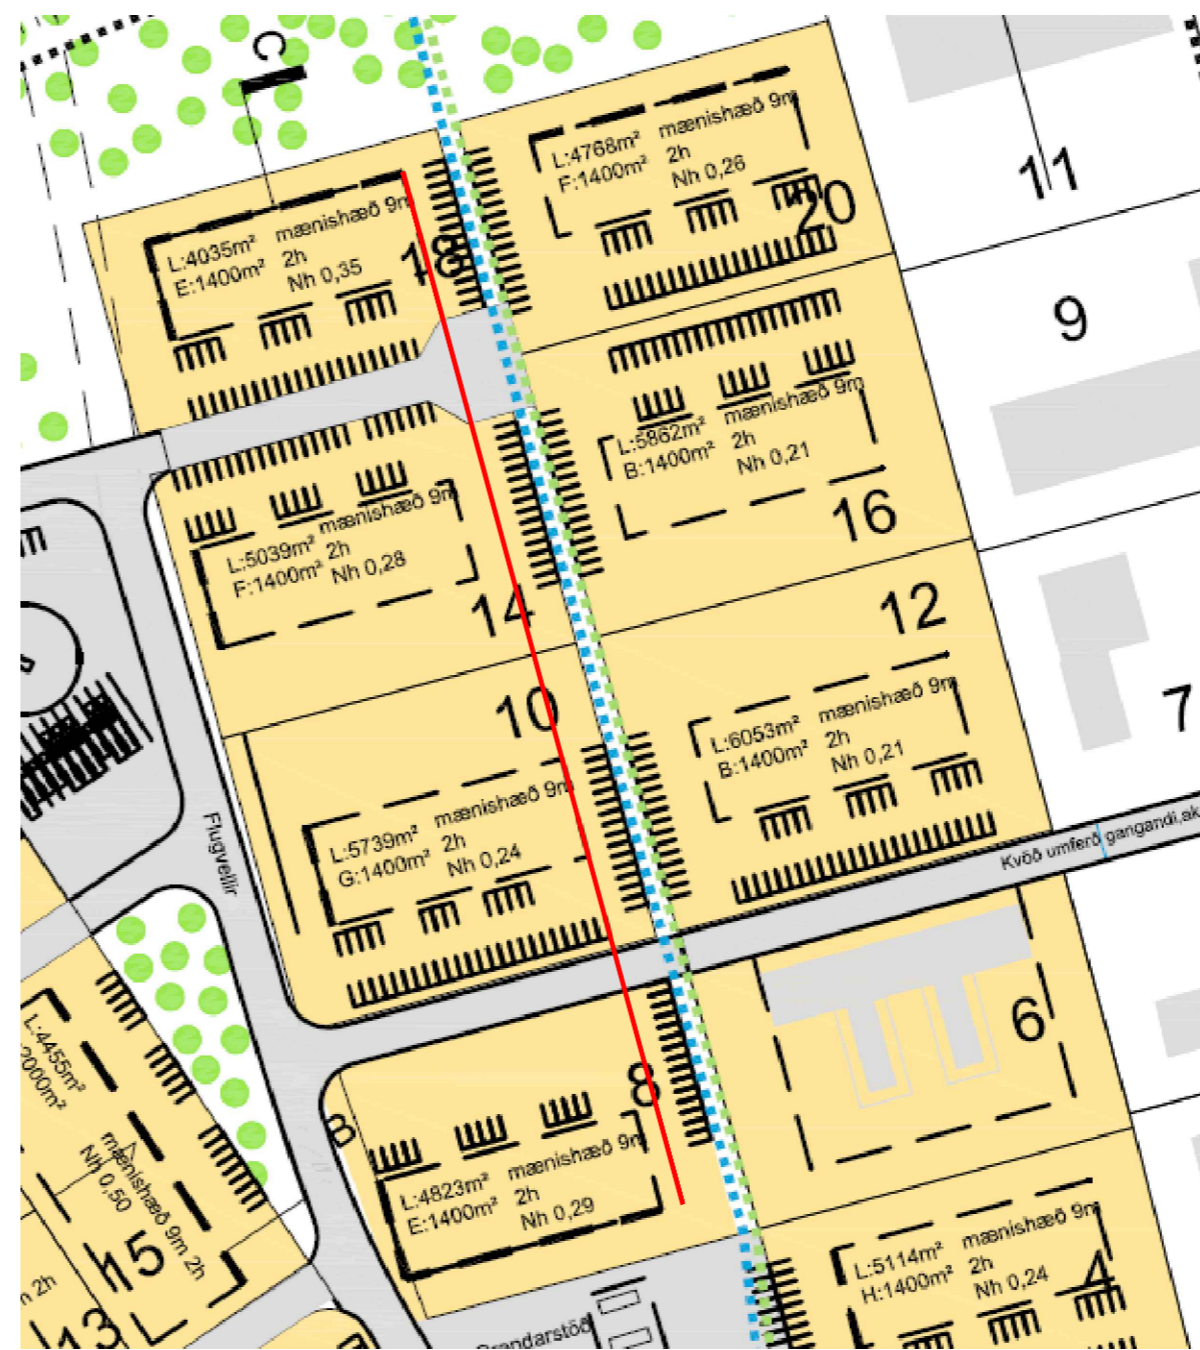 C
L:4768m² mænishæð 9m
F:1400m² 2h
Nh 0,26
20
11
L:4035m² mænishæð 9m
E:1400m² 2h
Nh 0,35
18
9
L:5862m² mænishæð 9m
B:1400m² 2h
Nh 0,21
16
L:5039m² mænishæð 9m
F:1400m² 2h
Nh 0,28
14
12
10
7
L:6053m² mænishæð 9m
B:1400m² 2h
Nh 0,21
L:5739m² mænishæð 9m
G:1400m² 2h
Nh 0,24
Flugvellir
Kvöð umferð gangandi,ak
6
8
B
L:4823m² mænishæð 9m
E:1400m² 2h
Nh 0,29
L:4455m²
2000m²
mænishæð 9m 2h
Nh 0,50
15
2h
13
L:5114m² mænishæð 9m
H:1400m² 2h
Nh 0,24
4
Brandarstöð